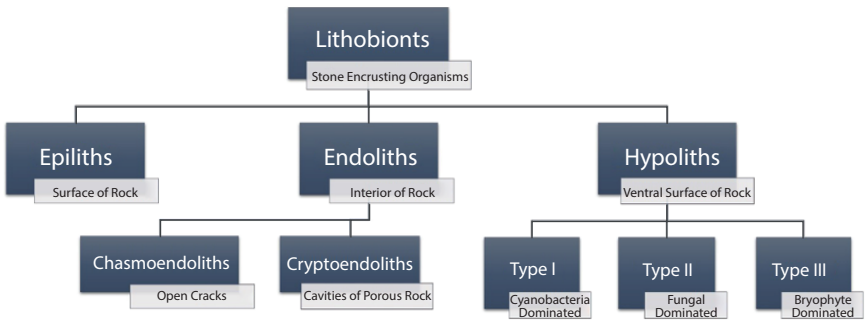 Lithobionts
Stone Encrusting Organisms
Epiliths
Surface of Rock
Endoliths
Interior of Rock
Hypoliths
Ventral Surface of Rock
Chasmoendoliths
Open Cracks
Cryptoendoliths
Cavities of Porous Rock
Type I
Cyanobacteria
Dominated
Type II
Fungal
Dominated
Type III
Bryophyte
Dominated